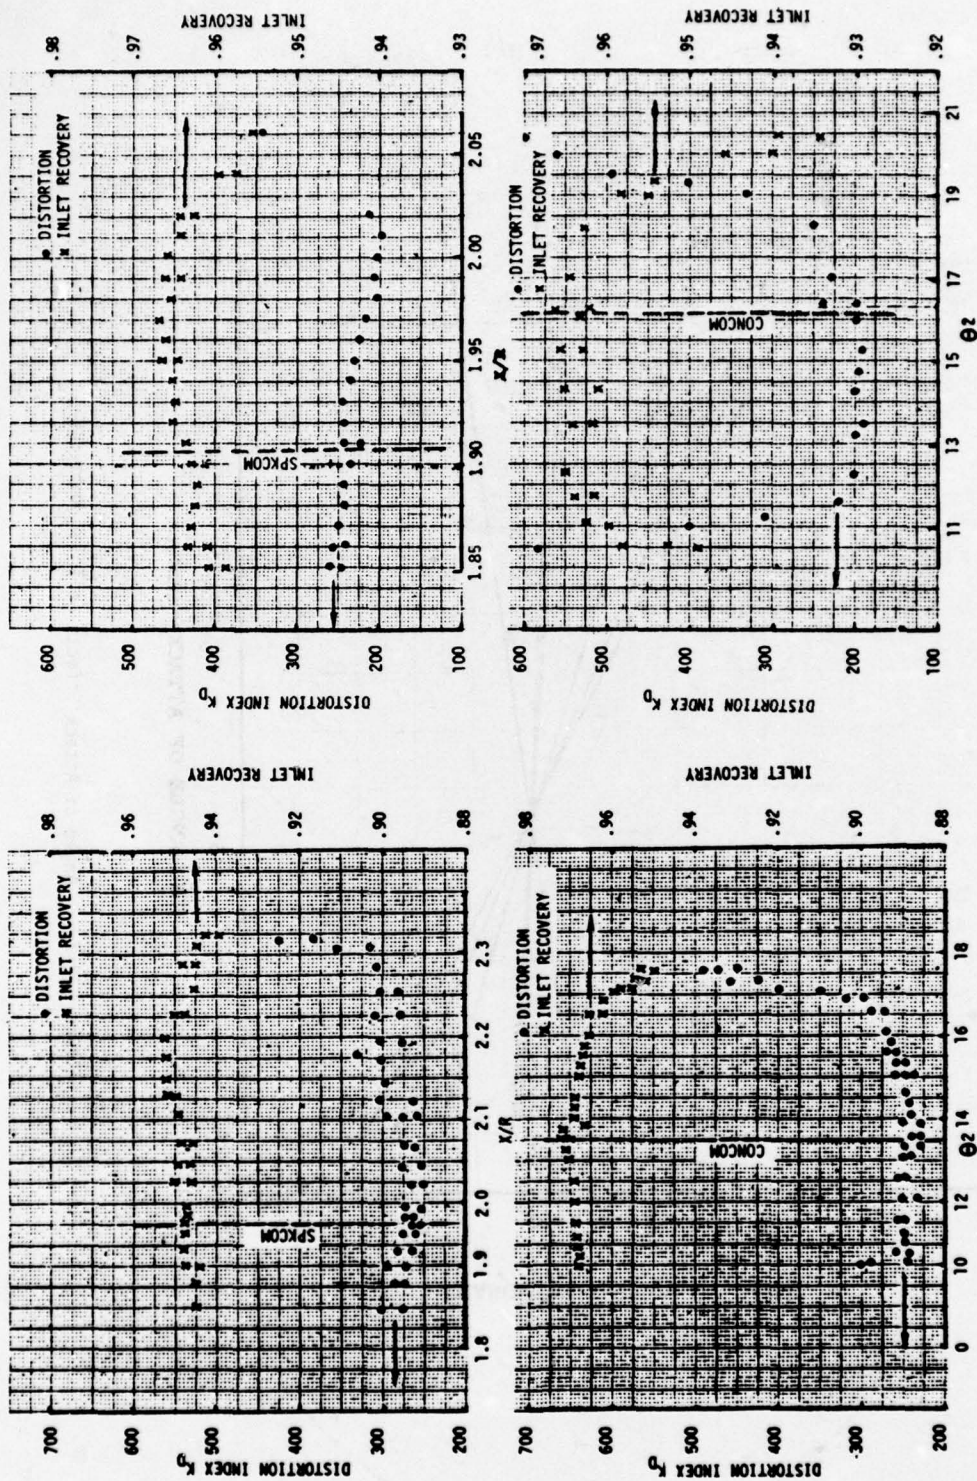 INLET RECOVERY
.98
.97
.96
.95
.94
.93
● DISTORTION
× INLET RECOVERY
SPKCOM
600
500
400
300
200
100
DISTORTION INDEX K_D
1.85
1.90
1.95
2.00
2.05
X/R
INLET RECOVERY
.97
.96
.95
.94
.93
.92
● DISTORTION
× INLET RECOVERY
CONCOM
600
500
400
300
200
100
DISTORTION INDEX K_D
11
13
15
17
19
21
θ2
INLET RECOVERY
.98
.96
.94
.92
.90
.88
● DISTORTION
× INLET RECOVERY
SPKCOM
700
600
500
400
300
200
DISTORTION INDEX K_D
1.8
1.9
2.0
2.1
2.2
2.3
X/R
INLET RECOVERY
.98
.96
.94
.92
.90
.88
● DISTORTION
× INLET RECOVERY
CONCOM
700
600
500
400
300
200
DISTORTION INDEX K_D
0
10
12
14
16
18
θ2